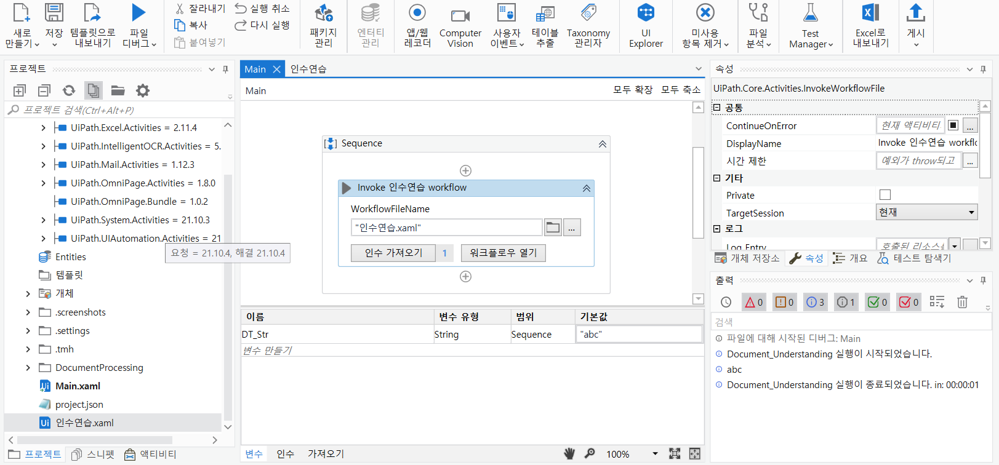 새로 만들기
저장
템플릿으로 내보내기
파일 디버그
잘라내기
복사
붙여넣기
실행 취소
다시 실행
패키지 관리
엔터티 관리
앱/웹 레코더
Computer Vision
사용자 이벤트
테이블 추출
Taxonomy 관리자
UI Explorer
미사용 항목 제거
파일 분석
Test Manager
Excel로 내보내기
게시
프로젝트
프로젝트 검색(Ctrl+Alt+P)
UiPath.Excel.Activities = 2.11.4
UiPath.IntelligentOCR.Activities = 5.
UiPath.Mail.Activities = 1.12.3
UiPath.OmniPage.Activities = 1.8.0
UiPath.OmniPage.Bundle = 1.0.2
UiPath.System.Activities = 21.10.3
UiPath.UIAutomation.Activities = 21
요청 = 21.10.4, 해결 21.10.4
Entities
템플릿
개체
.screenshots
.settings
.tmh
DocumentProcessing
Main.xaml
project.json
인수연습.xaml
프로젝트
스니펫
액티비티
Main
인수연습
Main
모두 확장 모두 축소
Sequence
Invoke 인수연습 workflow
WorkflowFileName
"인수연습.xaml"
...
인수 가져오기 1
워크플로우 열기
이름 변수 유형 범위 기본값
DT_Str String Sequence "abc"
변수 만들기
변수 인수 가져오기
100%
속성
UiPath.Core.Activities.InvokeWorkflowFile
공통
ContinueOnError 현재 액티비티. ...
DisplayName Invoke 인수연습 workflc
시간 제한 예외가 throw되고 ...
기타
Private
TargetSession 현재
로그
Log Entry 호출된 리소스를
개체 저장소
속성
개요
테스트 탐색기
출력
0 0 3 1 0 0
검색
파일에 대해 시작된 디버그: Main
Document_Understanding 실행이 시작되었습니다.
abc
Document_Understanding 실행이 종료되었습니다. in: 00:00:01